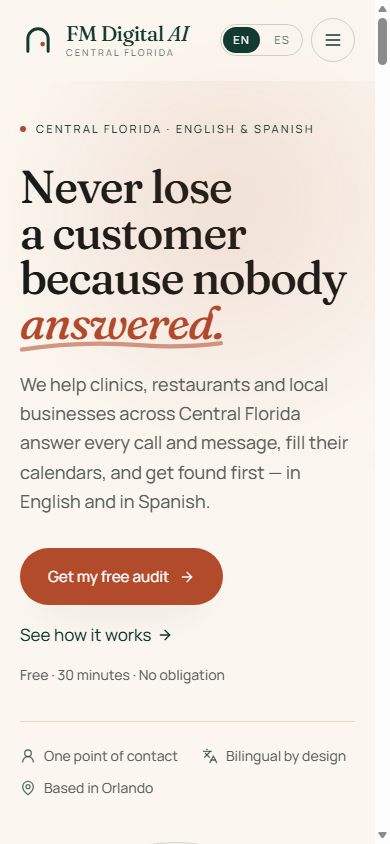 FM Digital AI
CENTRAL FLORIDA
EN ES
CENTRAL FLORIDA · ENGLISH & SPANISH
Never lose
a customer
because nobody
answered.
We help clinics, restaurants and local
businesses across Central Florida
answer every call and message, fill their
calendars, and get found first — in
English and in Spanish.
Get my free audit →
See how it works →
Free · 30 minutes · No obligation
One point of contact
Bilingual by design
Based in Orlando